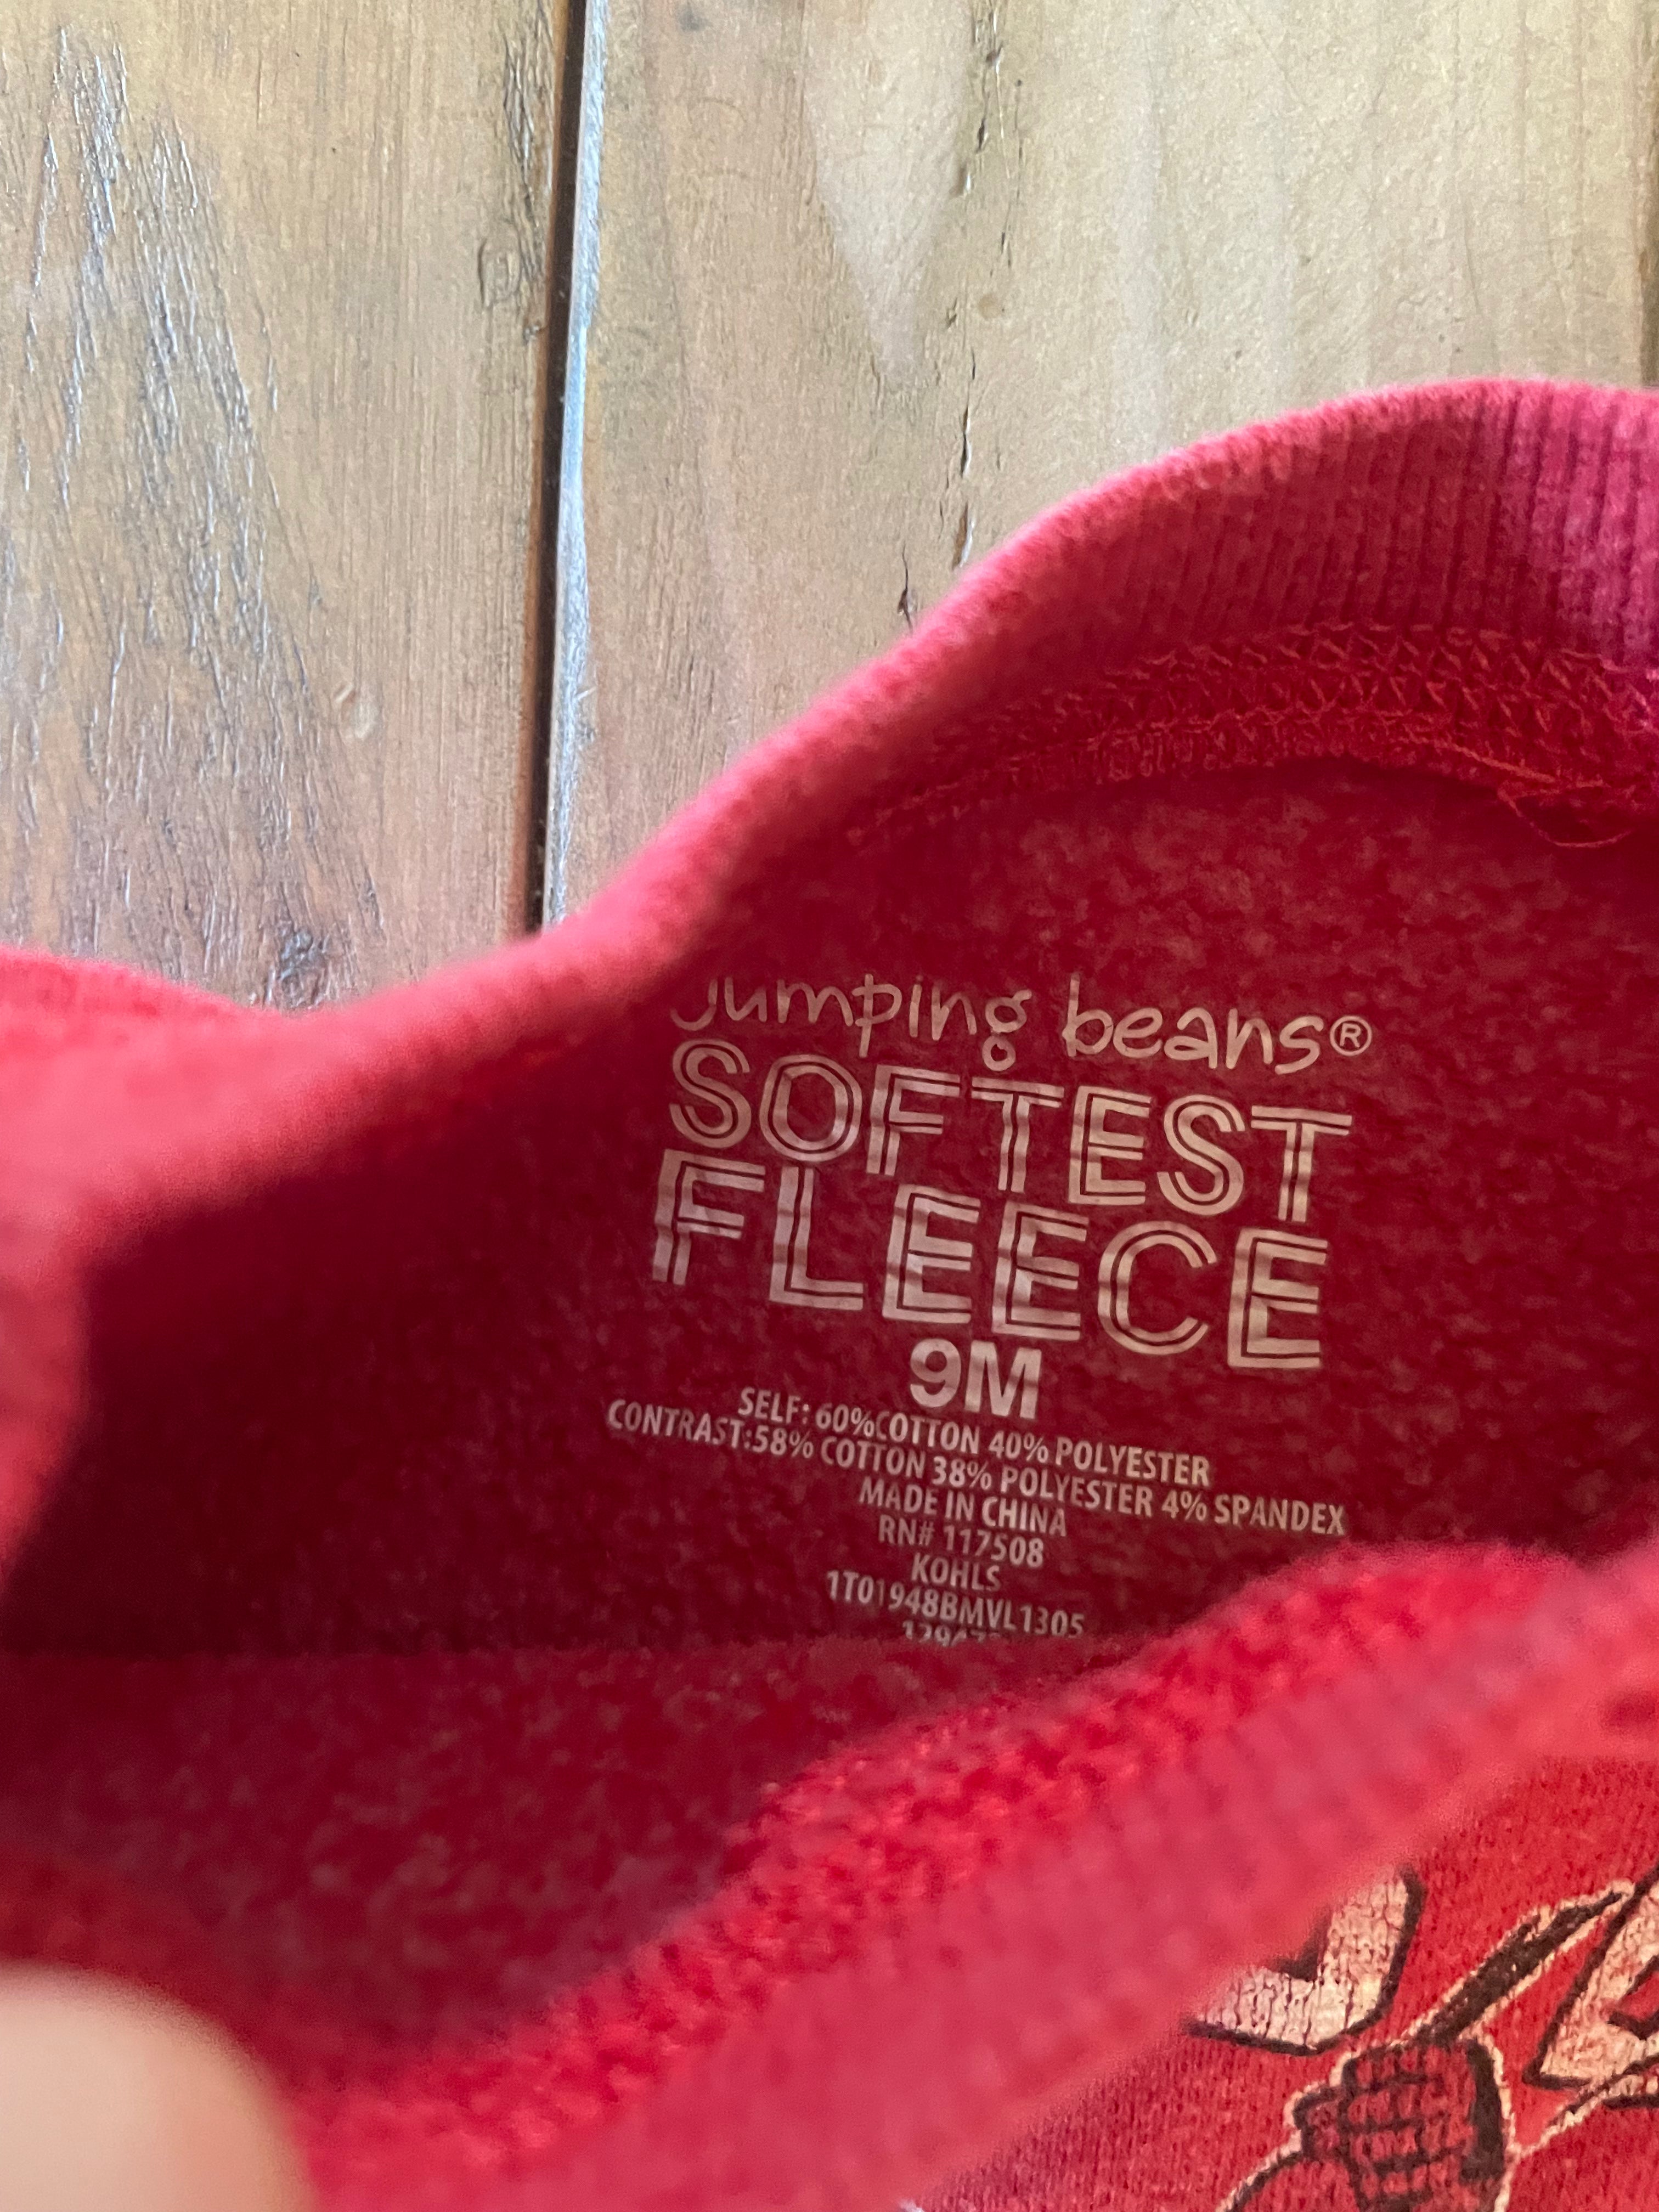 jumping beans®
SOFTEST
FLEECE
9M
SELF: 60%COTTON 40% POLYESTER
CONTRAST:58% COTTON 38% POLYESTER 4% SPANDEX
MADE IN CHINA
RN# 117508
KOHLS
1T01948BMVL1305